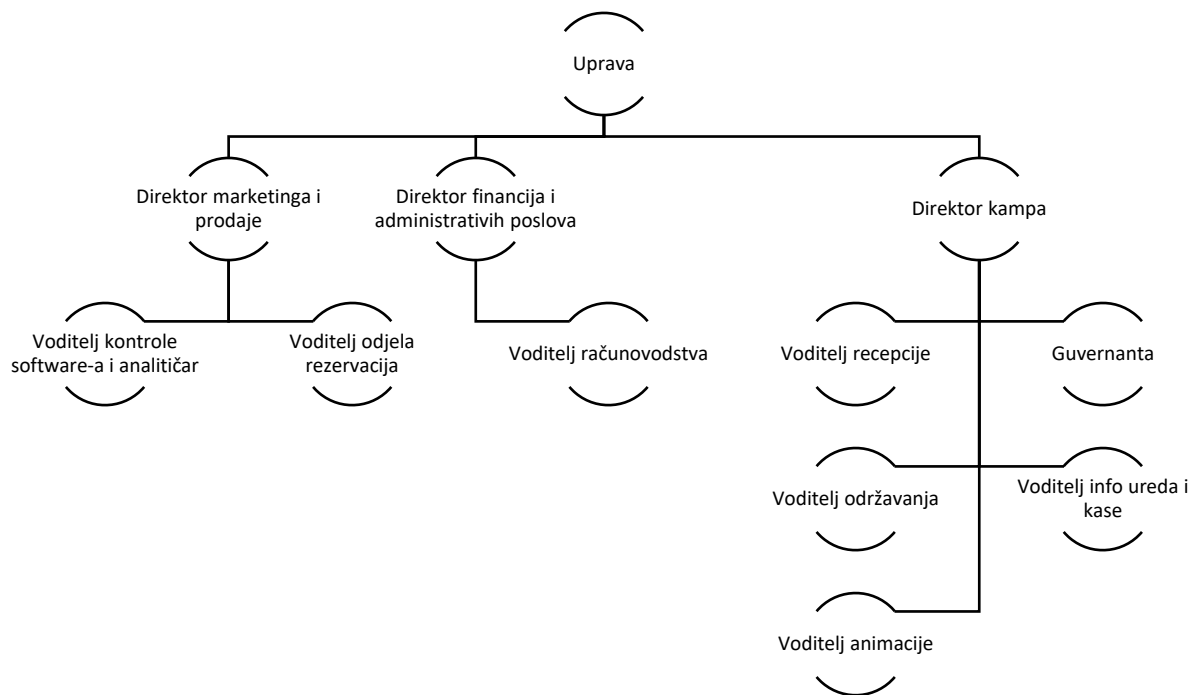 Uprava
Direktor marketinga i
prodaje
Direktor financija i
administrativih poslova
Direktor kampa
Voditelj kontrole
software-a i analitičar
Voditelj odjela
rezervacija
Voditelj računovodstva
Voditelj recepcije
Guvernanta
Voditelj održavanja
Voditelj info ureda i
kase
Voditelj animacije